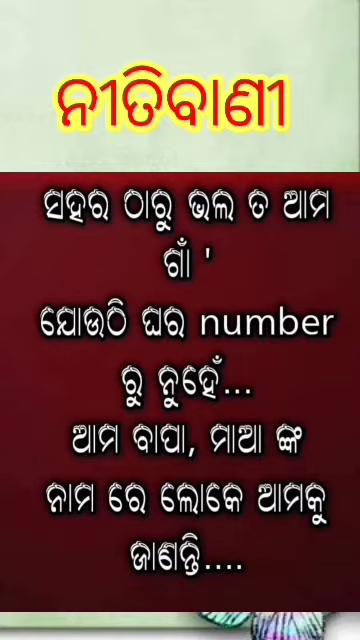 ନୀତିବାଣୀ
ସହର ଠାରୁ ଭଲ ତ ଆମ
ଗାଁ '
ଯୋଉଠି ଘର number
ରୁ ନୁହେଁ...
ଆମ ବାପା, ମାଆ ଙ୍କ
ନାମ ରେ ଲୋକେ ଆମକୁ
ଜାଣନ୍ତି....